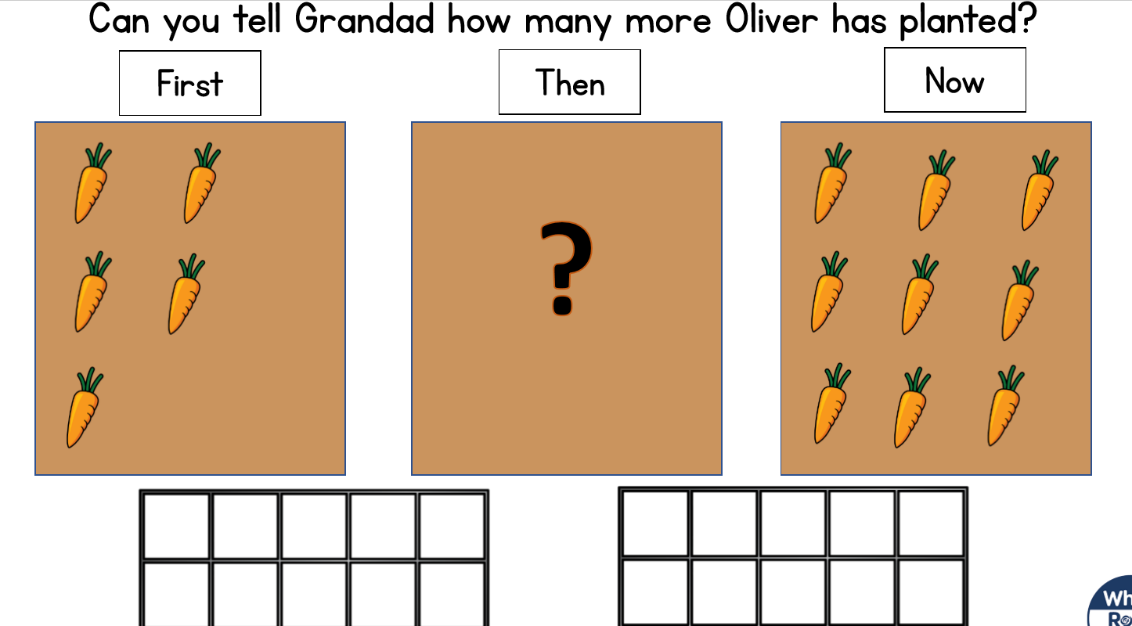 Can you tell Grandad how many more Oliver has planted?
First
Then
Now
?